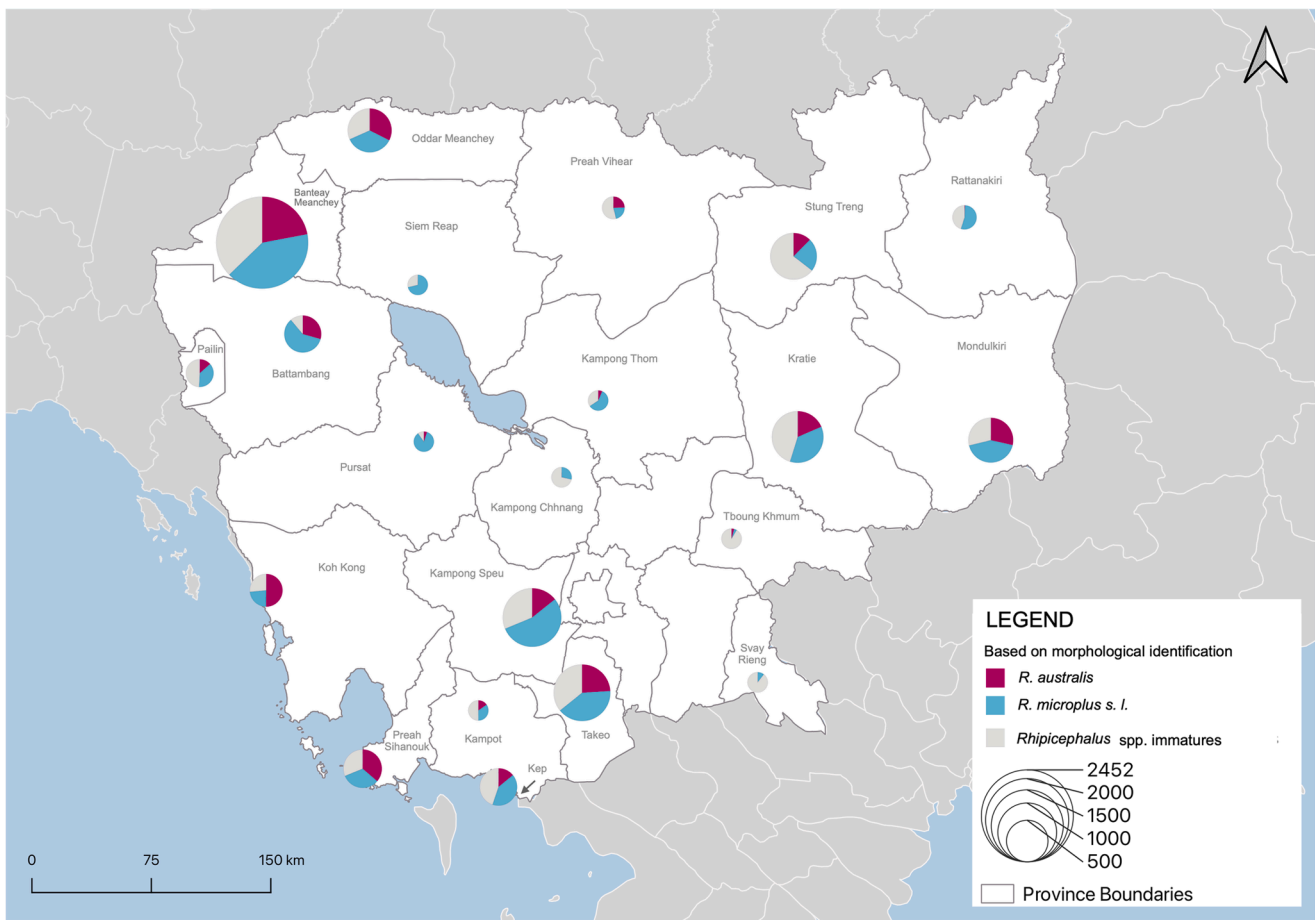 Oddar Meanchey
Preah Vihear
Rattanakiri
Banteay
Meanchey
Stung Treng
Siem Reap
Pailin
Battambang
Kampong Thom
Kratie
Mondulkiri
Pursat
Kampong Chhnang
Tboung Khmum
Koh Kong
Kampong Speu
Svay
Rieng
Preah
Sihanouk
Kampot
Takeo
Kep
0 75 150 km
LEGEND
Based on morphological identification
R. australis
R. microplus s. l.
Rhipicephalus spp. immatures ;
2452
2000
1500
1000
500
Province Boundaries